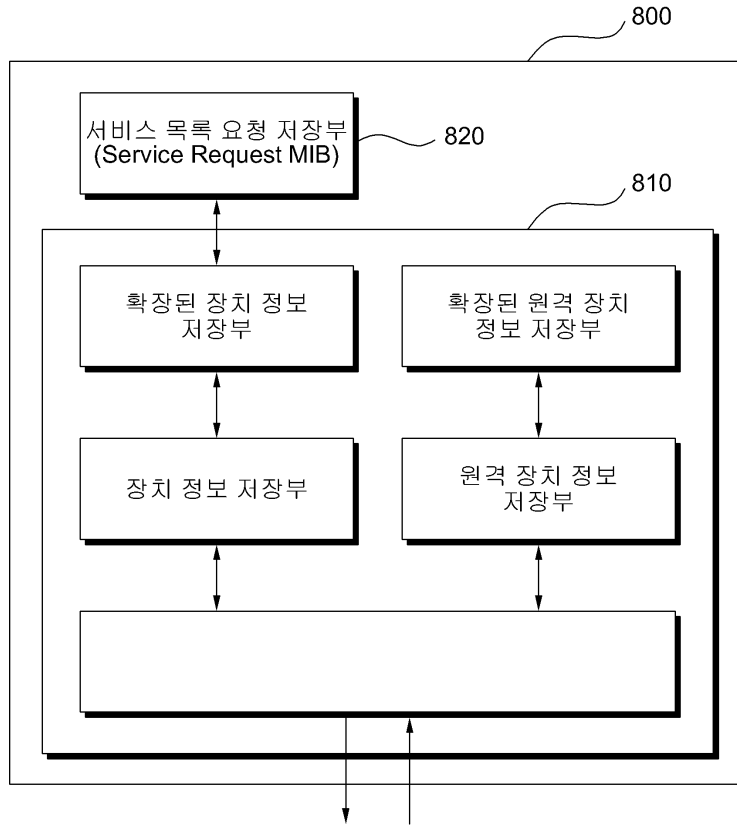 800
서비스 목록 요청 저장부
(Service Request MIB)
820
810
확장된 장치 정보
저장부
확장된 원격 장치
정보 저장부
장치 정보 저장부
원격 장치 정보
저장부